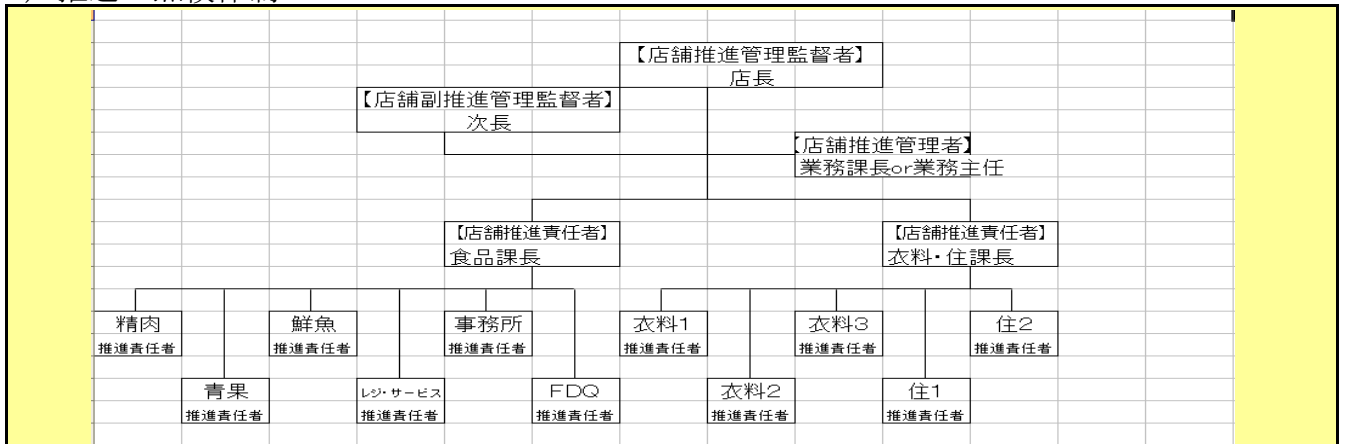 【店舗推進管理監督者】
店長
【店舗副推進管理監督者】
次長
【店舗推進管理者】
業務課長or業務主任
【店舗推進責任者】
食品課長
【店舗推進責任者】
衣料・住課長
精肉
推進責任者
鮮魚
推進責任者
事務所
推進責任者
衣料1
推進責任者
衣料3
推進責任者
住2
推進責任者
青果
推進責任者
レジ・サービス
推進責任者
FDQ
推進責任者
衣料2
推進責任者
住1
推進責任者